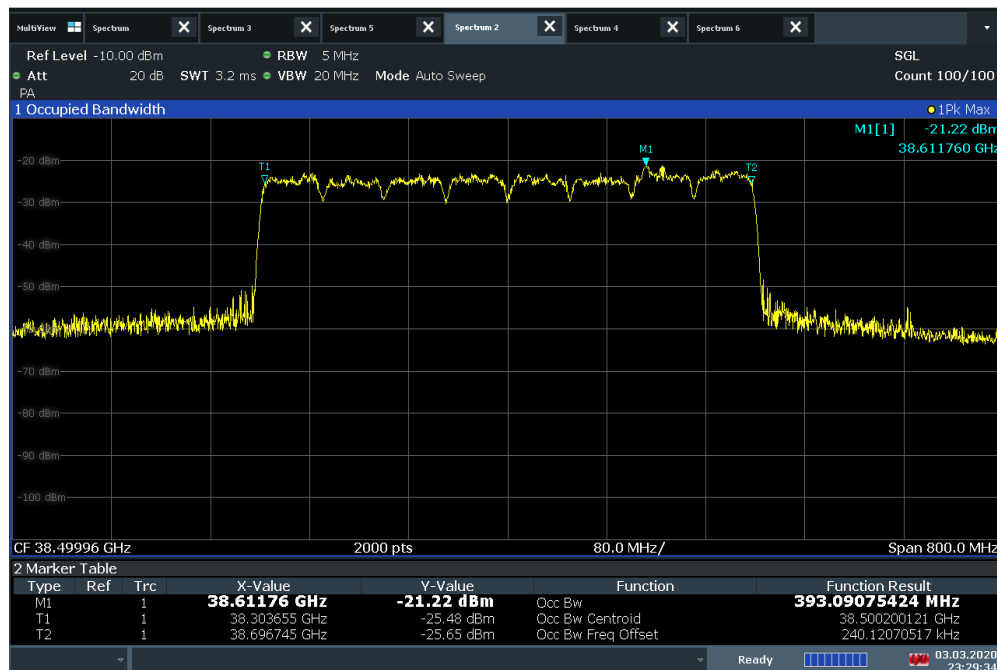 MultiView Spectrum Spectrum 3 Spectrum 5 Spectrum 2 Spectrum 4 Spectrum 6
Ref Level -10.00 dBm RBW 5 MHz SGL
Att 20 dB SWT 3.2 ms VBW 20 MHz Mode Auto Sweep Count 100/100
PA
1 Occupied Bandwidth 1Pk Max
M1[1] -21.22 dBm
38.611760 GHz
M1
-20 dBm
T1 T2
-30 dBm
-40 dBm
-50 dBm
-70 dBm
-80 dBm
-90 dBm
-100 dBm
CF 38.49996 GHz 2000 pts 80.0 MHz/ Span 800.0 MHz
2 Marker Table
Type Ref Trc X-Value Y-Value Function Function Result
M1 1 38.61176 GHz -21.22 dBm Occ Bw 393.09075424 MHz
T1 1 38.303655 GHz -25.48 dBm Occ Bw Centroid 38.500200121 GHz
T2 1 38.696745 GHz -25.65 dBm Occ Bw Freq Offset 240.12070517 kHz
Ready 03.03.2020
23:29:34